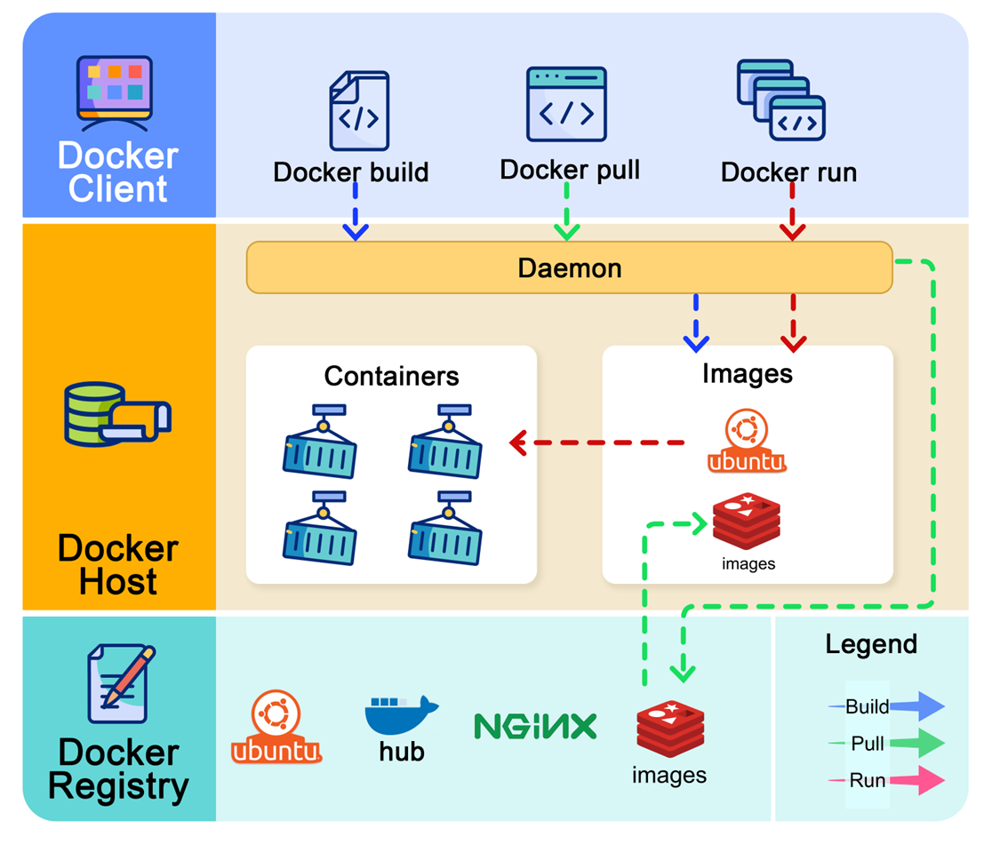 Docker
Client
Docker build
Docker pull
Docker run
Daemon
Docker
Host
Containers
Images
ubuntu
images
Docker
Registry
ubuntu
hub
NGiNX
images
Legend
Build
Pull
Run